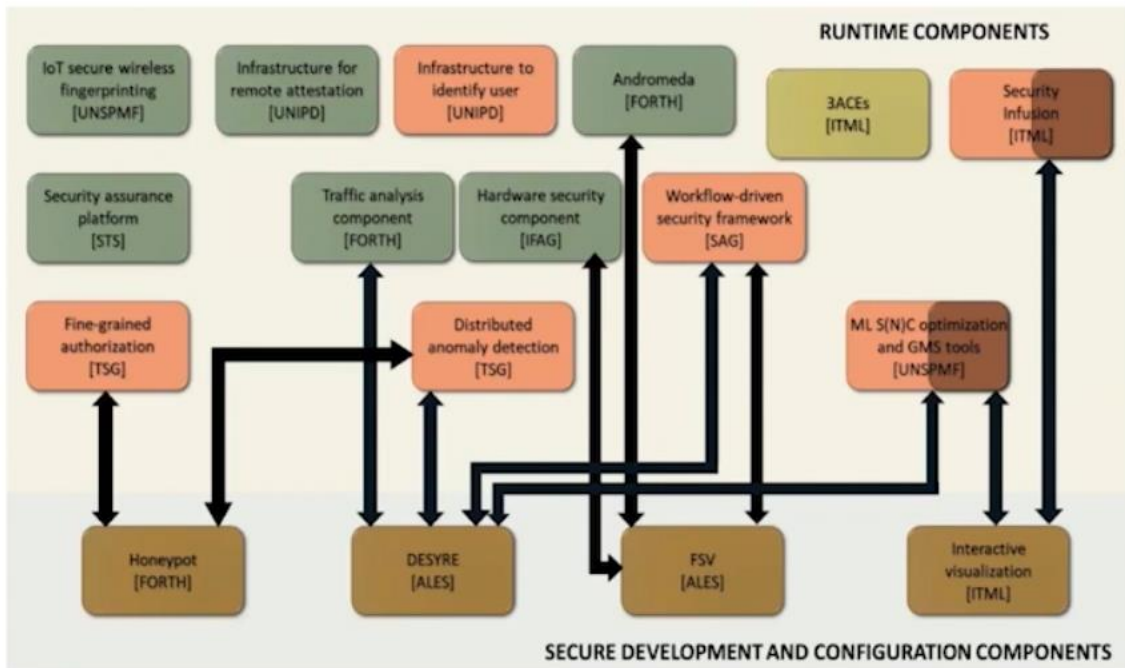 RUNTIME COMPONENTS
IoT secure wireless
fingerprinting
[UNSPMF]
Infrastructure for
remote attestation
[UNIPD]
Infrastructure to
identify user
[UNIPD]
Andromeda
[FORTH]
3ACEs
[ITML]
Security
Infusion
[ITML]
Security assurance
platform
[STS]
Traffic analysis
component
[FORTH]
Hardware security
component
[IFAG]
Workflow-driven
security framework
[SAG]
Fine-grained
authorization
[TSG]
Distributed
anomaly detection
[TSG]
ML S(N)C optimization
and GMS tools
[UNSPMF]
Honeypot
[FORTH]
DESYRE
[ALES]
FSV
[ALES]
Interactive
visualization
[ITML]
SECURE DEVELOPMENT AND CONFIGURATION COMPONENTS